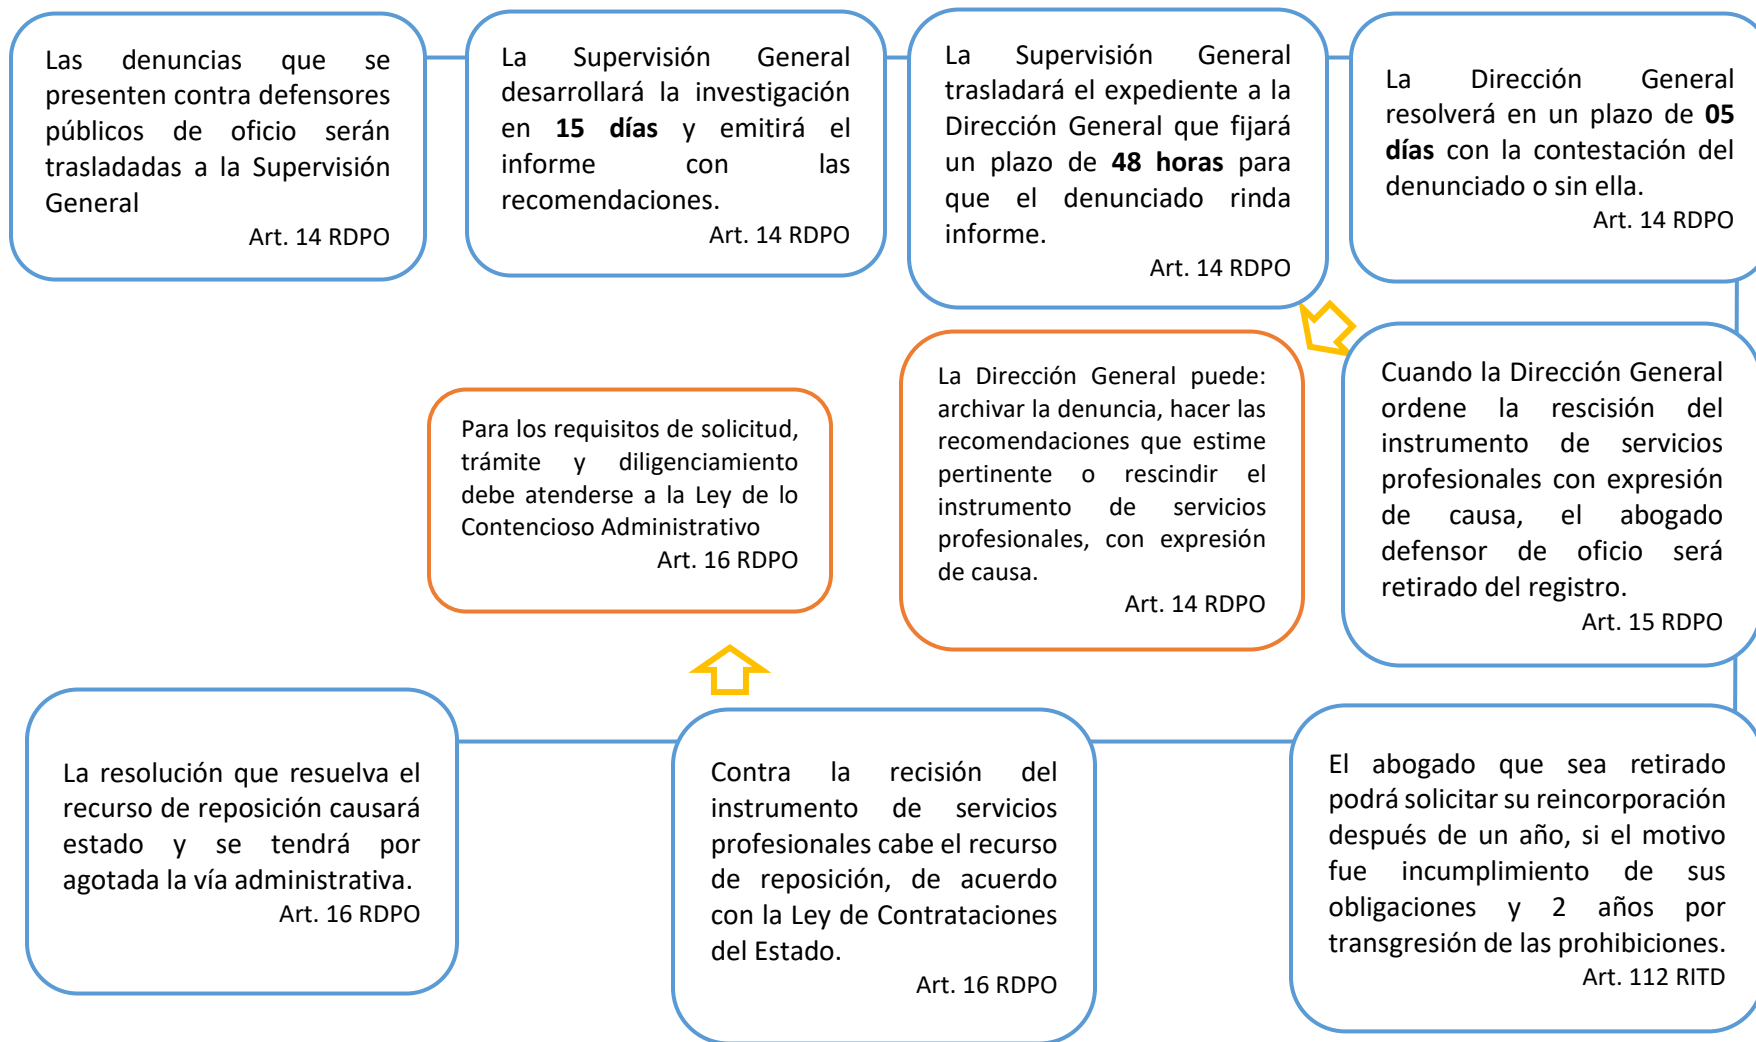 Las denuncias que se
presenten contra defensores
públicos de oficio serán
trasladadas a la Supervisión
General
Art. 14 RDPO
La Supervisión General
desarrollará la investigación
en 15 días y emitirá el
informe con las
recomendaciones.
Art. 14 RDPO
La Supervisión General
trasladará el expediente a la
Dirección General que fijará
un plazo de 48 horas para
que el denunciado rinda
informe.
Art. 14 RDPO
La Dirección General
resolverá en un plazo de 05
días con la contestación del
denunciado o sin ella.
Art. 14 RDPO
Para los requisitos de solicitud,
trámite y diligenciamiento
debe atenderse a la Ley de lo
Contencioso Administrativo
Art. 16 RDPO
La Dirección General puede:
archivar la denuncia, hacer las
recomendaciones que estime
pertinente o rescindir el
instrumento de servicios
profesionales, con expresión
de causa.
Art. 14 RDPO
Cuando la Dirección General
ordene la rescisión del
instrumento de servicios
profesionales con expresión
de causa, el abogado
defensor de oficio será
retirado del registro.
Art. 15 RDPO
La resolución que resuelva el
recurso de reposición causará
estado y se tendrá por
agotada la vía administrativa.
Art. 16 RDPO
Contra la recisión del
instrumento de servicios
profesionales cabe el recurso
de reposición, de acuerdo
con la Ley de Contrataciones
del Estado.
Art. 16 RDPO
El abogado que sea retirado
podrá solicitar su reincorporación
después de un año, si el motivo
fue incumplimiento de sus
obligaciones y 2 años por
transgresión de las prohibiciones.
Art. 112 RITD